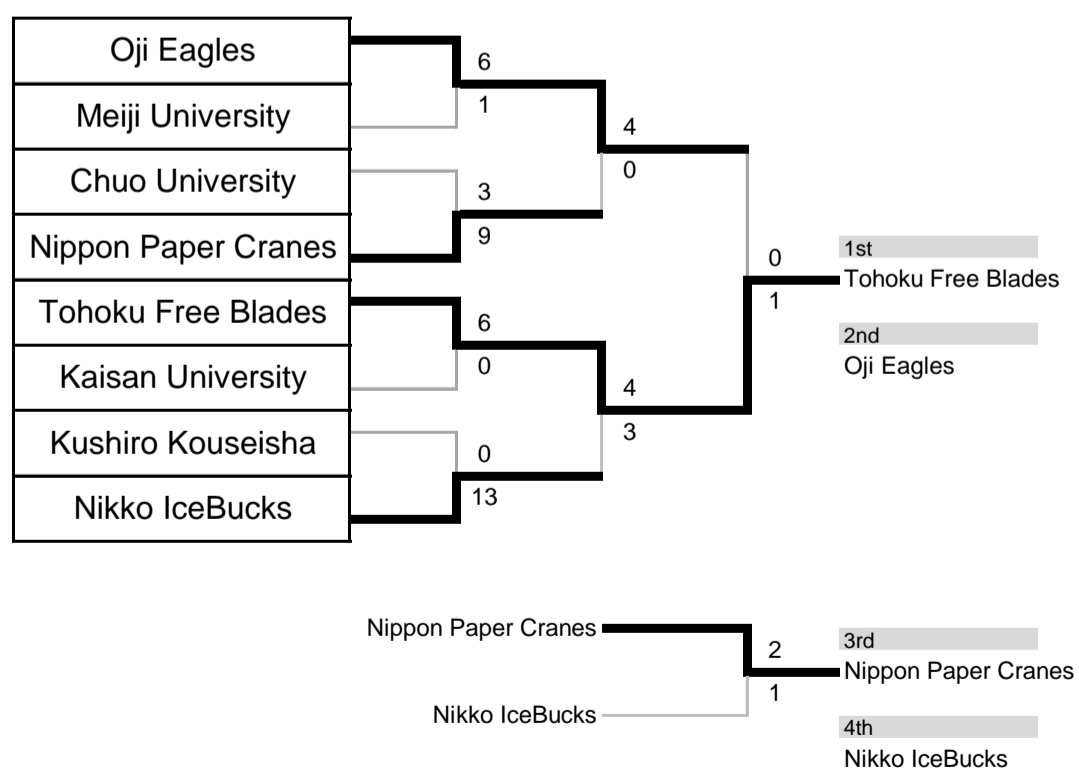 Oji Eagles
Meiji University
Chuo University
Nippon Paper Cranes
Tohoku Free Blades
Kaisan University
Kushiro Kouseisha
Nikko IceBucks
6
1
3
9
6
0
0
13
4
0
4
3
0
1
1st
Tohoku Free Blades
2nd
Oji Eagles
Nippon Paper Cranes
Nikko IceBucks
2
1
3rd
Nippon Paper Cranes
4th
Nikko IceBucks